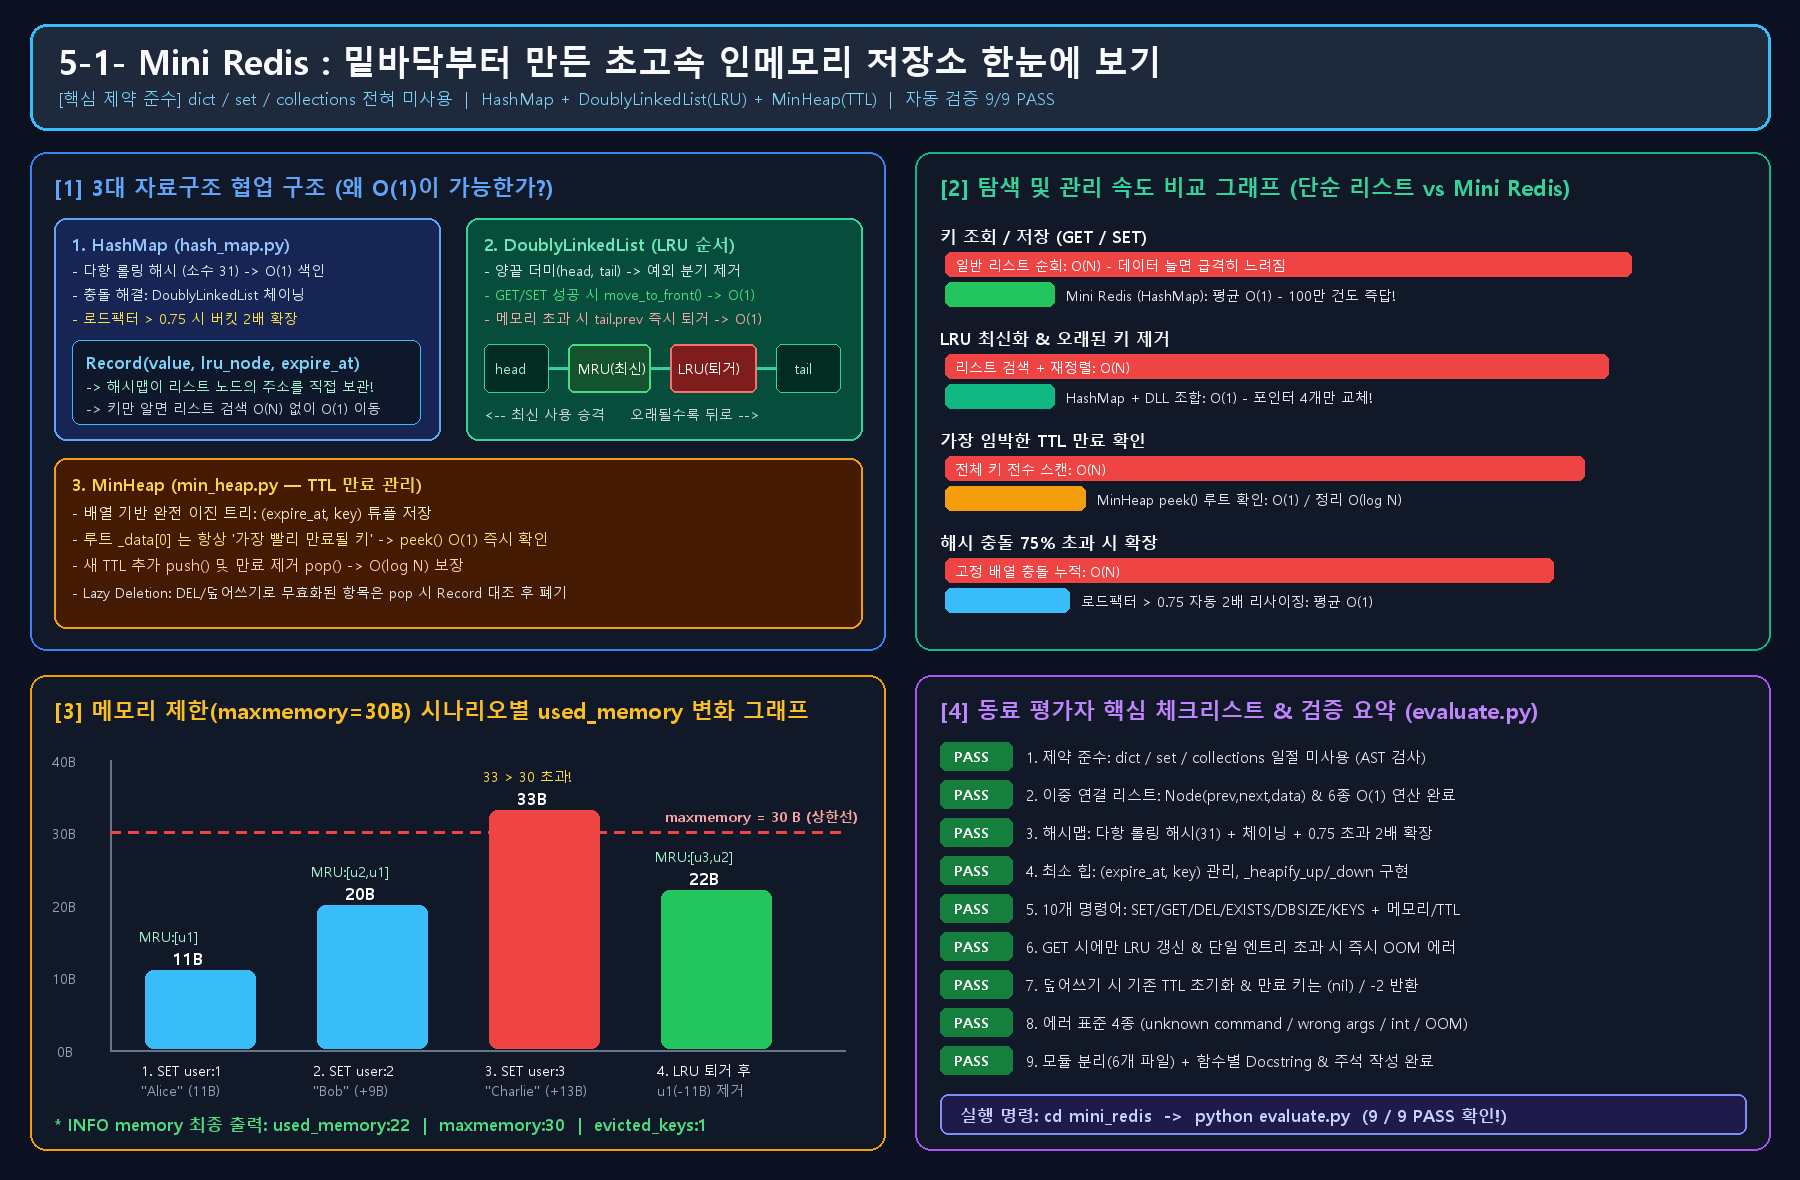 5-1- Mini Redis : 밑바닥부터 만든 초고속 인메모리 저장소 한눈에 보기
[핵심 제약 준수] dict / set / collections 전혀 미사용 | HashMap + DoublyLinkedList(LRU) + MinHeap(TTL) | 자동 검증 9/9 PASS
[1] 3대 자료구조 협업 구조 (왜 O(1)이 가능한가?)
1. HashMap (hash_map.py)
- 다항 롤링 해시 (소수 31) -> O(1) 색인
- 충돌 해결: DoublyLinkedList 체이닝
- 로드팩터 > 0.75 시 버킷 2배 확장
Record(value, lru_node, expire_at)
-> 해시맵이 리스트 노드의 주소를 직접 보관!
-> 키만 알면 리스트 검색 O(N) 없이 O(1) 이동
2. DoublyLinkedList (LRU 순서)
- 양끝 더미(head, tail) -> 예외 분기 제거
- GET/SET 성공 시 move_to_front() -> O(1)
- 메모리 초과 시 tail.prev 즉시 퇴거 -> O(1)
head
MRU(최신)
LRU(퇴거)
tail
<-- 최신 사용 승격 오래될수록 뒤로 -->
3. MinHeap (min_heap.py — TTL 만료 관리)
- 배열 기반 완전 이진 트리: (expire_at, key) 튜플 저장
- 루트 _data[0] 는 항상 '가장 빨리 만료될 키' -> peek() O(1) 즉시 확인
- 새 TTL 추가 push() 및 만료 제거 pop() -> O(log N) 보장
- Lazy Deletion: DEL/덮어쓰기로 무효화된 항목은 pop 시 Record 대조 후 폐기
[2] 탐색 및 관리 속도 비교 그래프 (단순 리스트 vs Mini Redis)
키 조회 / 저장 (GET / SET)
일반 리스트 순회: O(N) - 데이터 늘면 급격히 느려짐
Mini Redis (HashMap): 평균 O(1) - 100만 건도 즉답!
LRU 최신화 & 오래된 키 제거
리스트 검색 + 재정렬: O(N)
HashMap + DLL 조합: O(1) - 포인터 4개만 교체!
가장 임박한 TTL 만료 확인
전체 키 전수 스캔: O(N)
MinHeap peek() 루트 확인: O(1) / 정리 O(log N)
해시 충돌 75% 초과 시 확장
고정 배열 충돌 누적: O(N)
로드팩터 > 0.75 자동 2배 리사이징: 평균 O(1)
[3] 메모리 제한(maxmemory=30B) 시나리오별 used_memory 변화 그래프
40B
30B
20B
10B
0B
MRU:[u1]
11B
MRU:[u2,u1]
20B
33 > 30 초과!
33B
maxmemory = 30 B (상한선)
MRU:[u3,u2]
22B
1. SET user:1
"Alice" (11B)
2. SET user:2
"Bob" (+9B)
3. SET user:3
"Charlie" (+13B)
4. LRU 퇴거 후
u1(-11B) 제거
* INFO memory 최종 출력: used_memory:22 | maxmemory:30 | evicted_keys:1
[4] 동료 평가자 핵심 체크리스트 & 검증 요약 (evaluate.py)
PASS 1. 제약 준수: dict / set / collections 일절 미사용 (AST 검사)
PASS 2. 이중 연결 리스트: Node(prev,next,data) & 6종 O(1) 연산 완료
PASS 3. 해시맵: 다항 롤링 해시(31) + 체이닝 + 0.75 초과 2배 확장
PASS 4. 최소 힙: (expire_at, key) 관리, _heapify_up/_down 구현
PASS 5. 10개 명령어: SET/GET/DEL/EXISTS/DBSIZE/KEYS + 메모리/TTL
PASS 6. GET 시에만 LRU 갱신 & 단일 엔트리 초과 시 즉시 OOM 에러
PASS 7. 덮어쓰기 시 기존 TTL 초기화 & 만료 키는 (nil) / -2 반환
PASS 8. 에러 표준 4종 (unknown command / wrong args / int / OOM)
PASS 9. 모듈 분리(6개 파일) + 함수별 Docstring & 주석 작성 완료
실행 명령: cd mini_redis -> python evaluate.py (9 / 9 PASS 확인!)